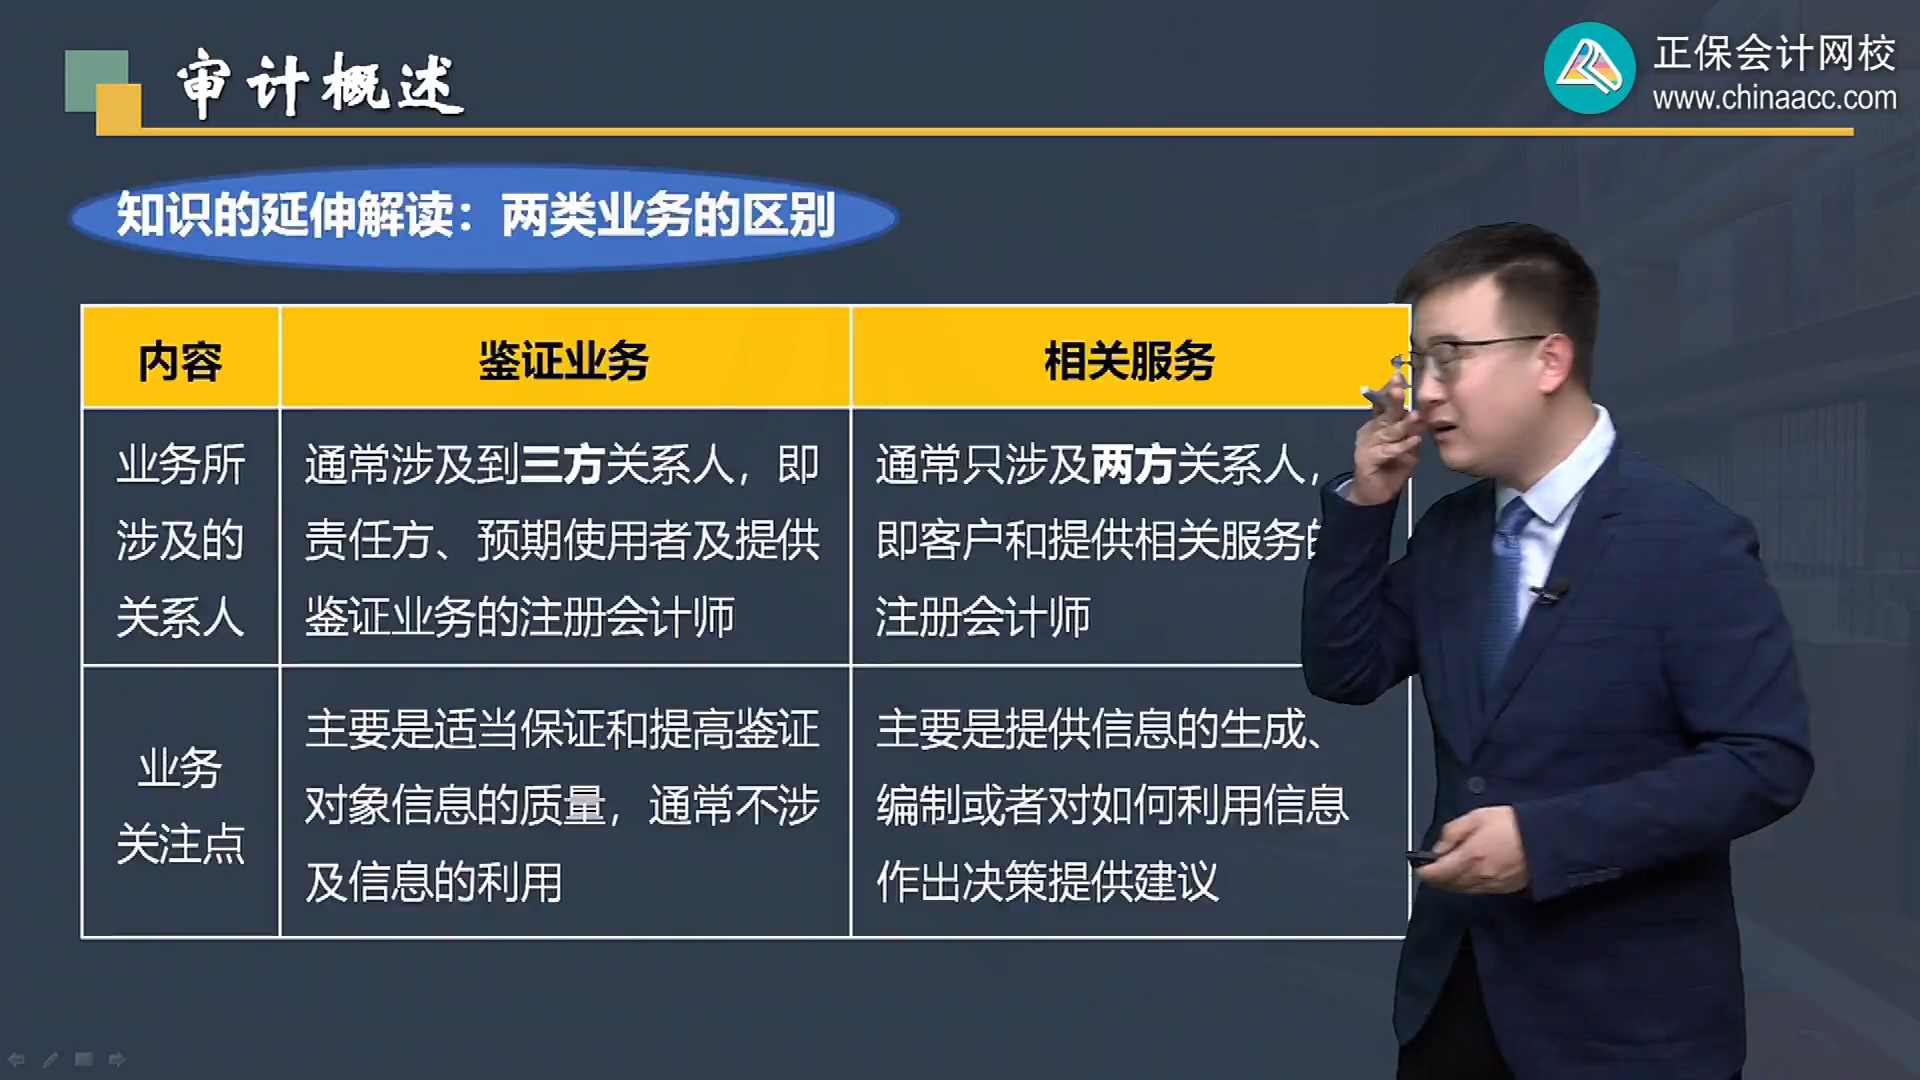 审计概述
正保会计网校
www.chinaacc.com
知识的延伸解读：两类业务的区别
内容
鉴证业务
相关服务
业务所
涉及的
关系人
通常涉及到三方关系人，即
责任方、预期使用者及提供
鉴证业务的注册会计师
通常只涉及两方关系人，
即客户和提供相关服务的
注册会计师
业务
关注点
主要是适当保证和提高鉴证
对象信息的质量，通常不涉
及信息的利用
主要是提供信息的生成、
编制或者对如何利用信息
作出决策提供建议